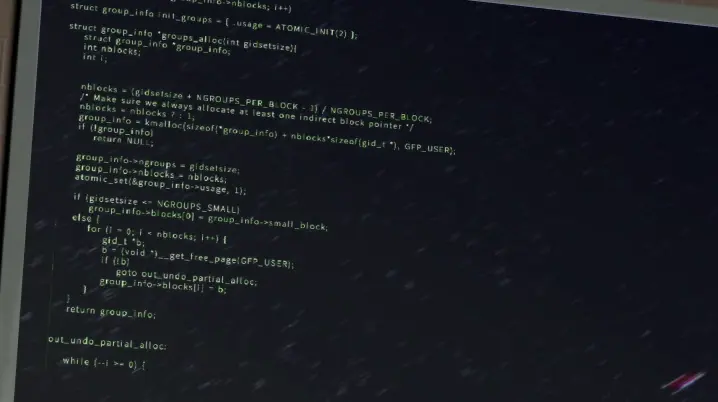 _info->nblocks; i++)
struct group_info init_groups = { .usage = ATOMIC_INIT(2) };
struct group_info *groups_alloc(int gidsetsize){
struct group_info *group_info;
int nblocks;
int i;
nblocks = (gidsetsize + NGROUPS_PER_BLOCK - 1) / NGROUPS_PER_BLOCK;
/* Make sure we always allocate at least one indirect block pointer */
nblocks = nblocks ? : 1;
group_info = kmalloc(sizeof(*group_info) + nblocks*sizeof(gid_t *), GFP_USER);
if (!group_info)
return NULL;
group_info->ngroups = gidsetsize;
group_info->nblocks = nblocks;
atomic_set(&group_info->usage, 1);
if (gidsetsize <= NGROUPS_SMALL)
group_info->blocks[0] = group_info->small_block;
else {
for (i = 0; i < nblocks; i++) {
gid_t *b;
b = (void *)__get_free_page(GFP_USER);
if (!b)
goto out_undo_partial_alloc;
group_info->blocks[i] = b;
}
}
return group_info;
out_undo_partial_alloc:
while (--i >= 0) {